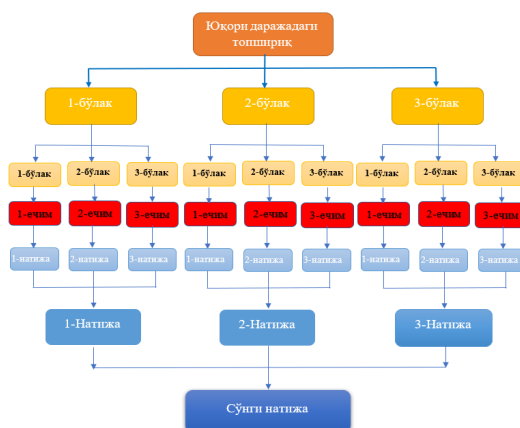 Юқори даражадаги
топшириқ
1-бўлак 2-бўлак 3-бўлак
1-бўлак 2-бўлак 3-бўлак 1-бўлак 2-бўлак 3-бўлак 1-бўлак 2-бўлак 3-бўлак
1-ечим 2-ечим 3-ечим 1-ечим 2-ечим 3-ечим 1-ечим 2-ечим 3-ечим
1-натижа 2-натижа 3-натижа 1-натижа 2-натижа 3-натижа 1-натижа 2-натижа 3-натижа
1-Натижа 2-Натижа 3-Натижа
Сўнги натижа